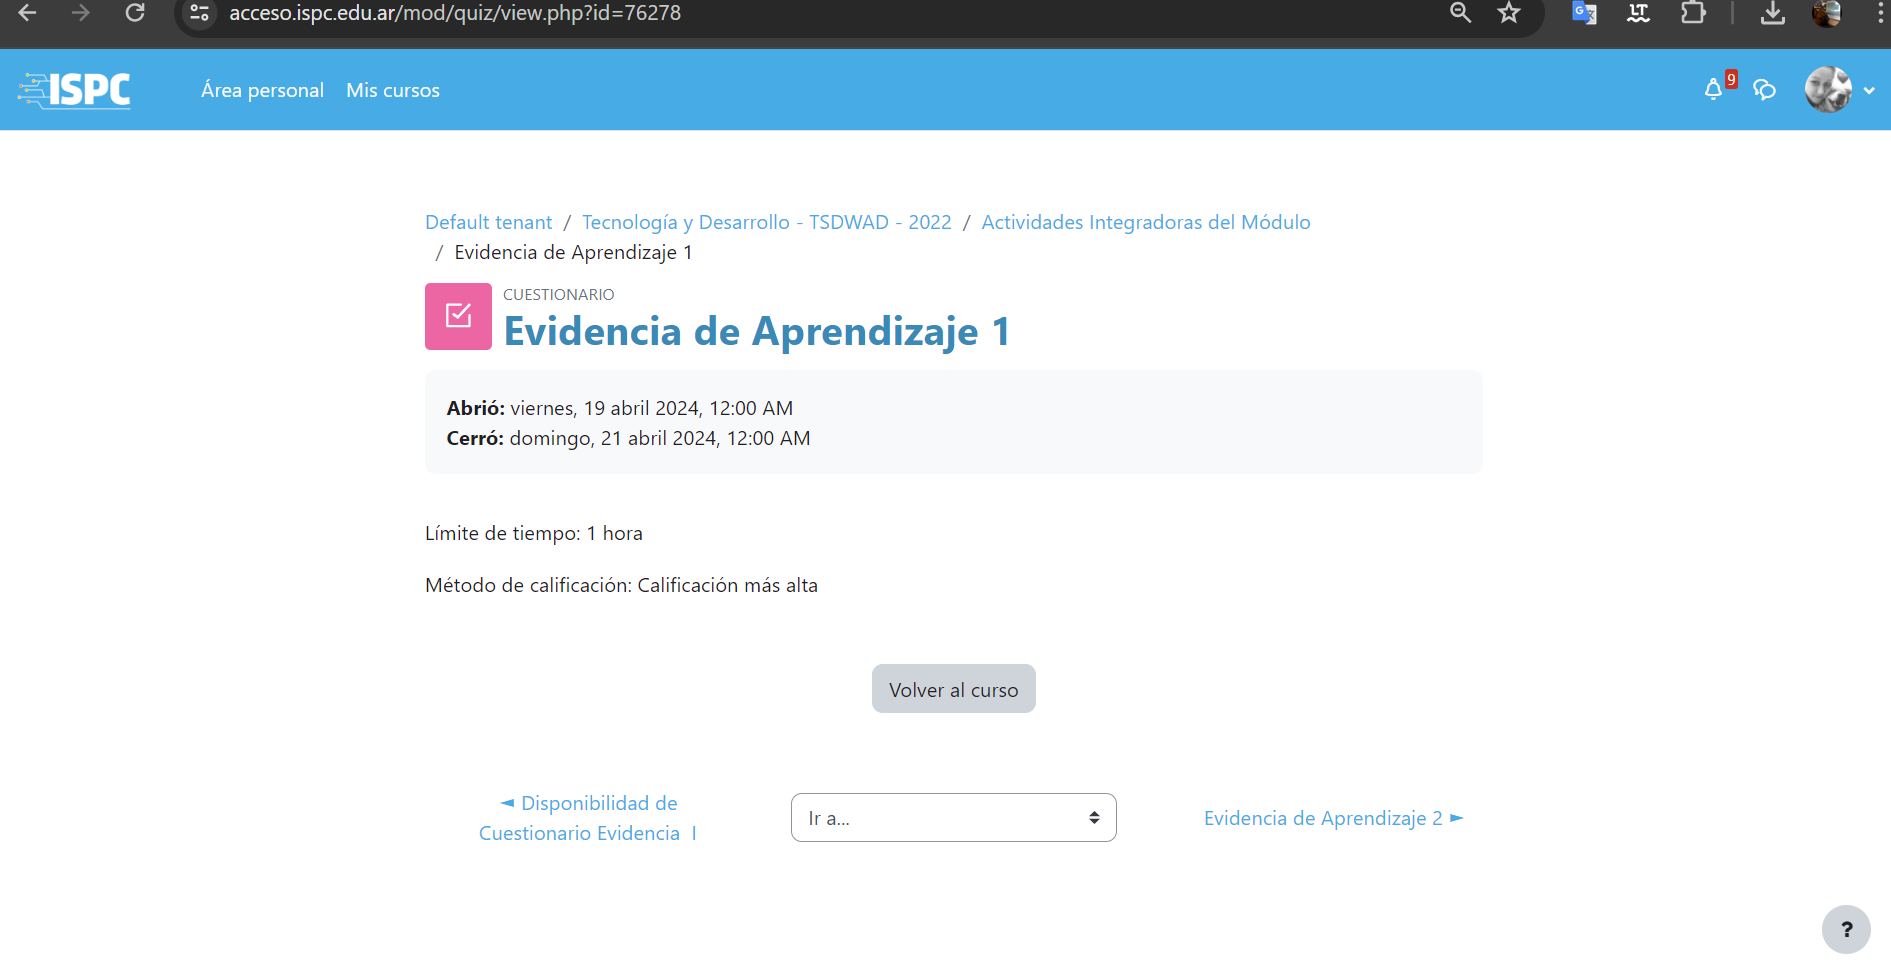 acceso.ispc.edu.ar/mod/quiz/view.php?id=76278
ISPC
Área personal
Mis cursos
9
Default tenant / Tecnología y Desarrollo - TSDWAD - 2022 / Actividades Integradoras del Módulo
/ Evidencia de Aprendizaje 1
CUESTIONARIO
Evidencia de Aprendizaje 1
Abrió: viernes, 19 abril 2024, 12:00 AM
Cerró: domingo, 21 abril 2024, 12:00 AM
Límite de tiempo: 1 hora
Método de calificación: Calificación más alta
Volver al curso
◄ Disponibilidad de
Cuestionario Evidencia I
Ir a...
Evidencia de Aprendizaje 2 ►
?